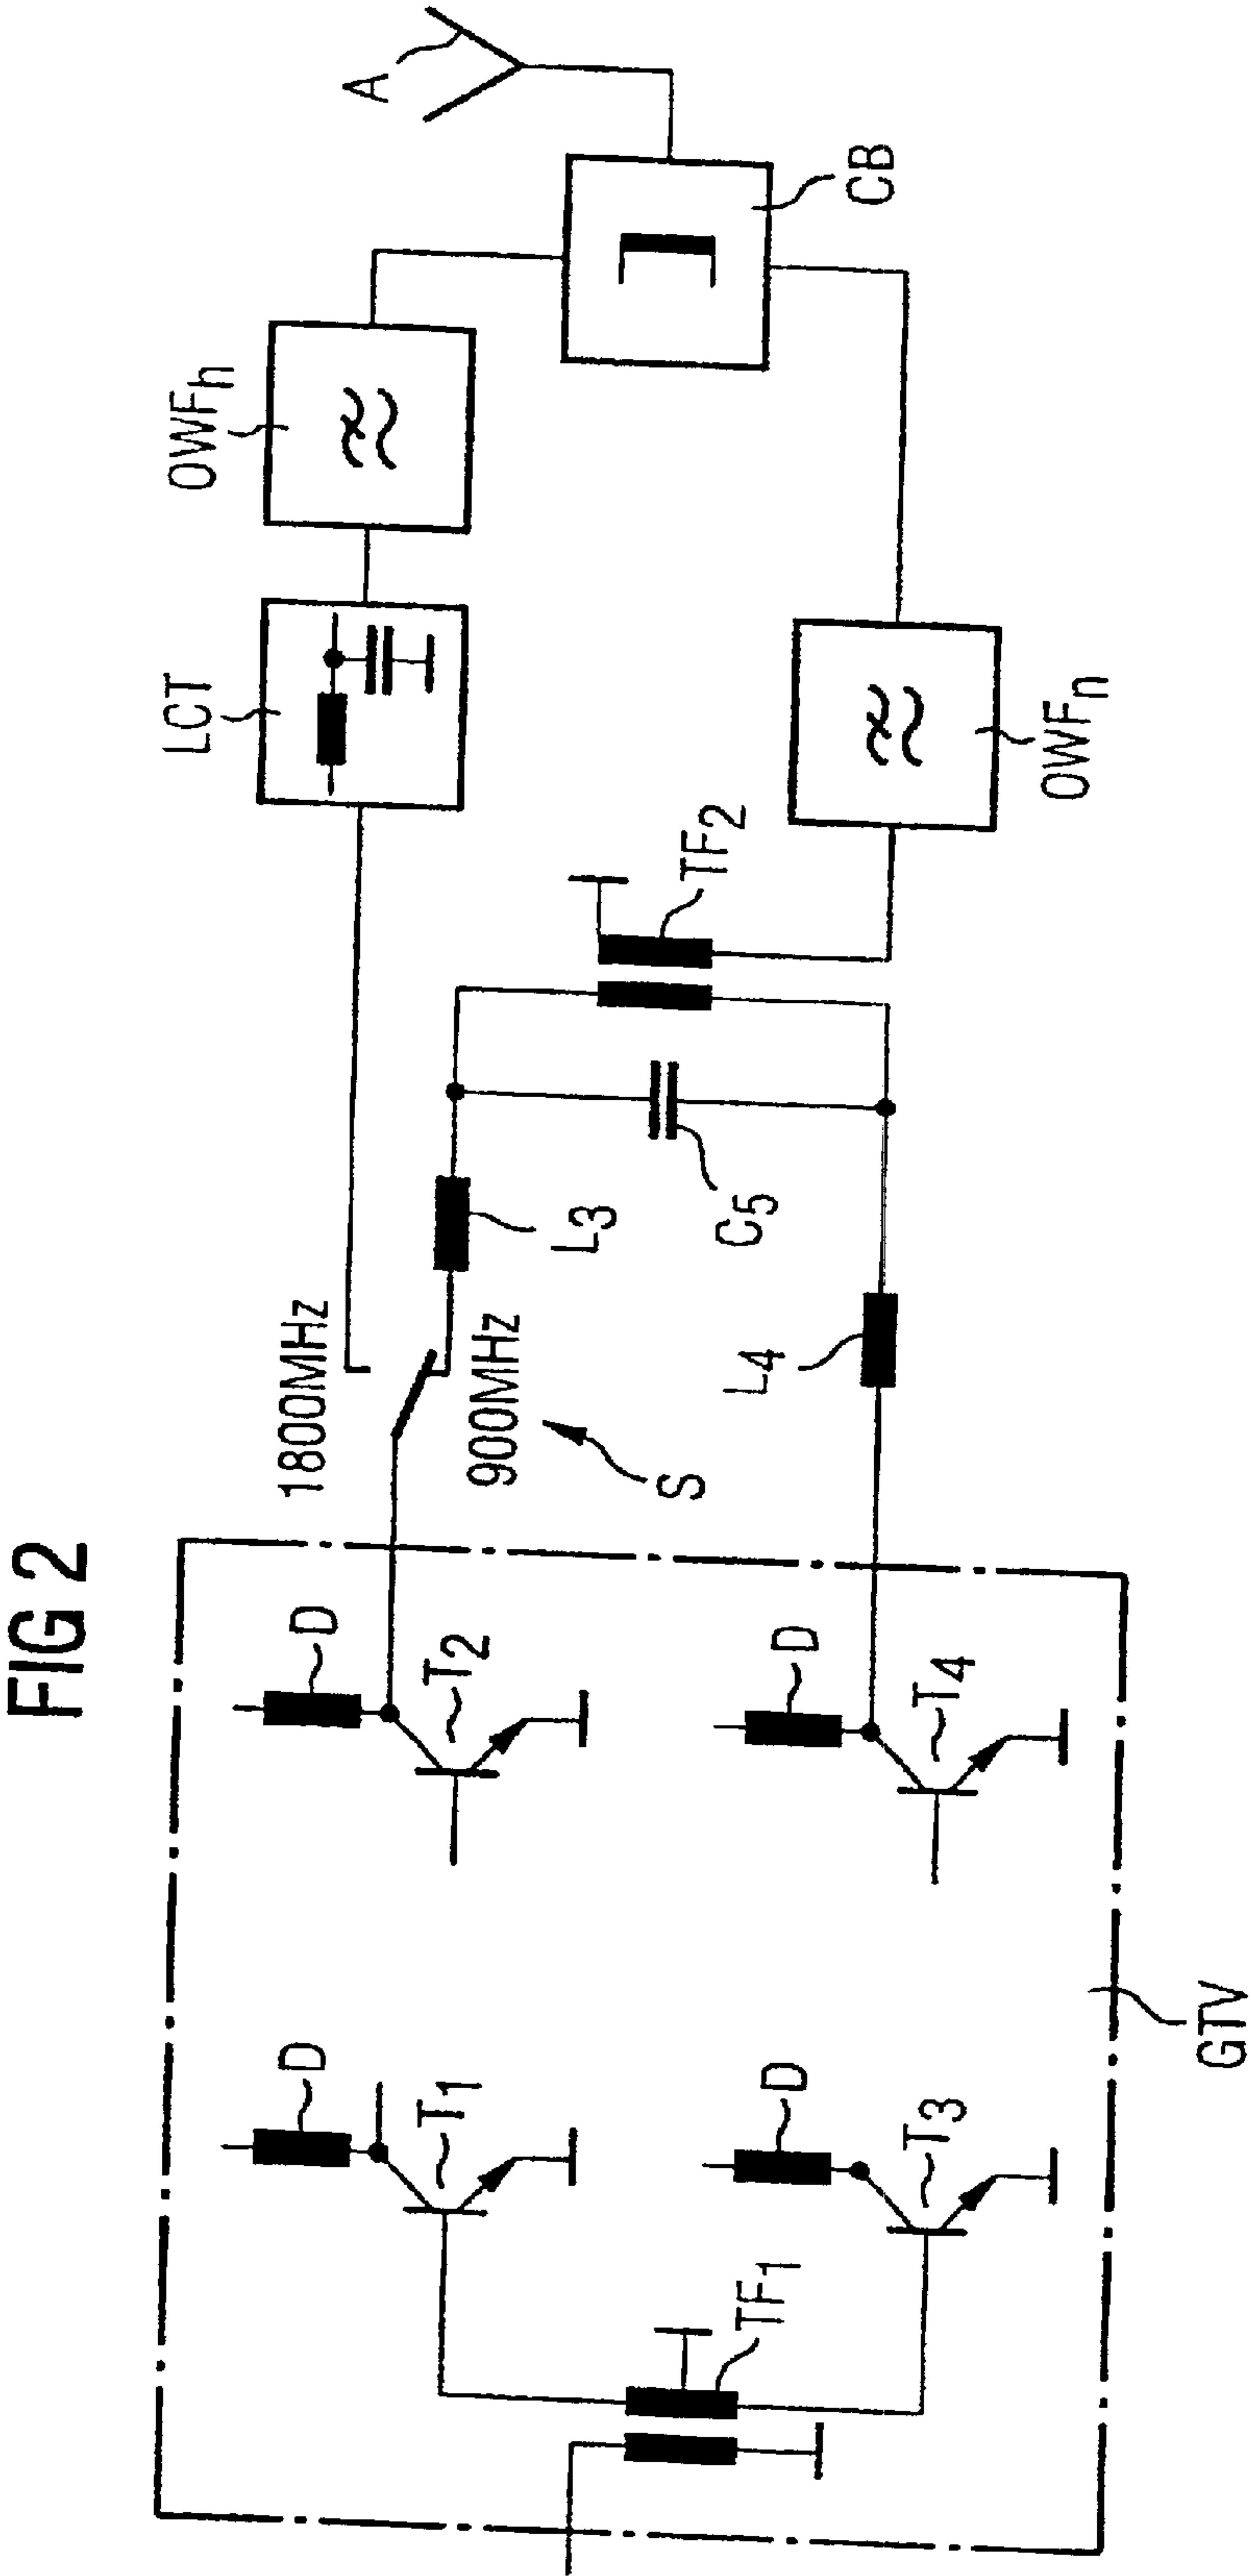 FIG 2
A
CB
OWFh
LCT
OWFn
TF2
1800MHz
900MHz
L3
C5
L4
S
D
T2
D
T4
D
T1
D
T3
TF1
GTV